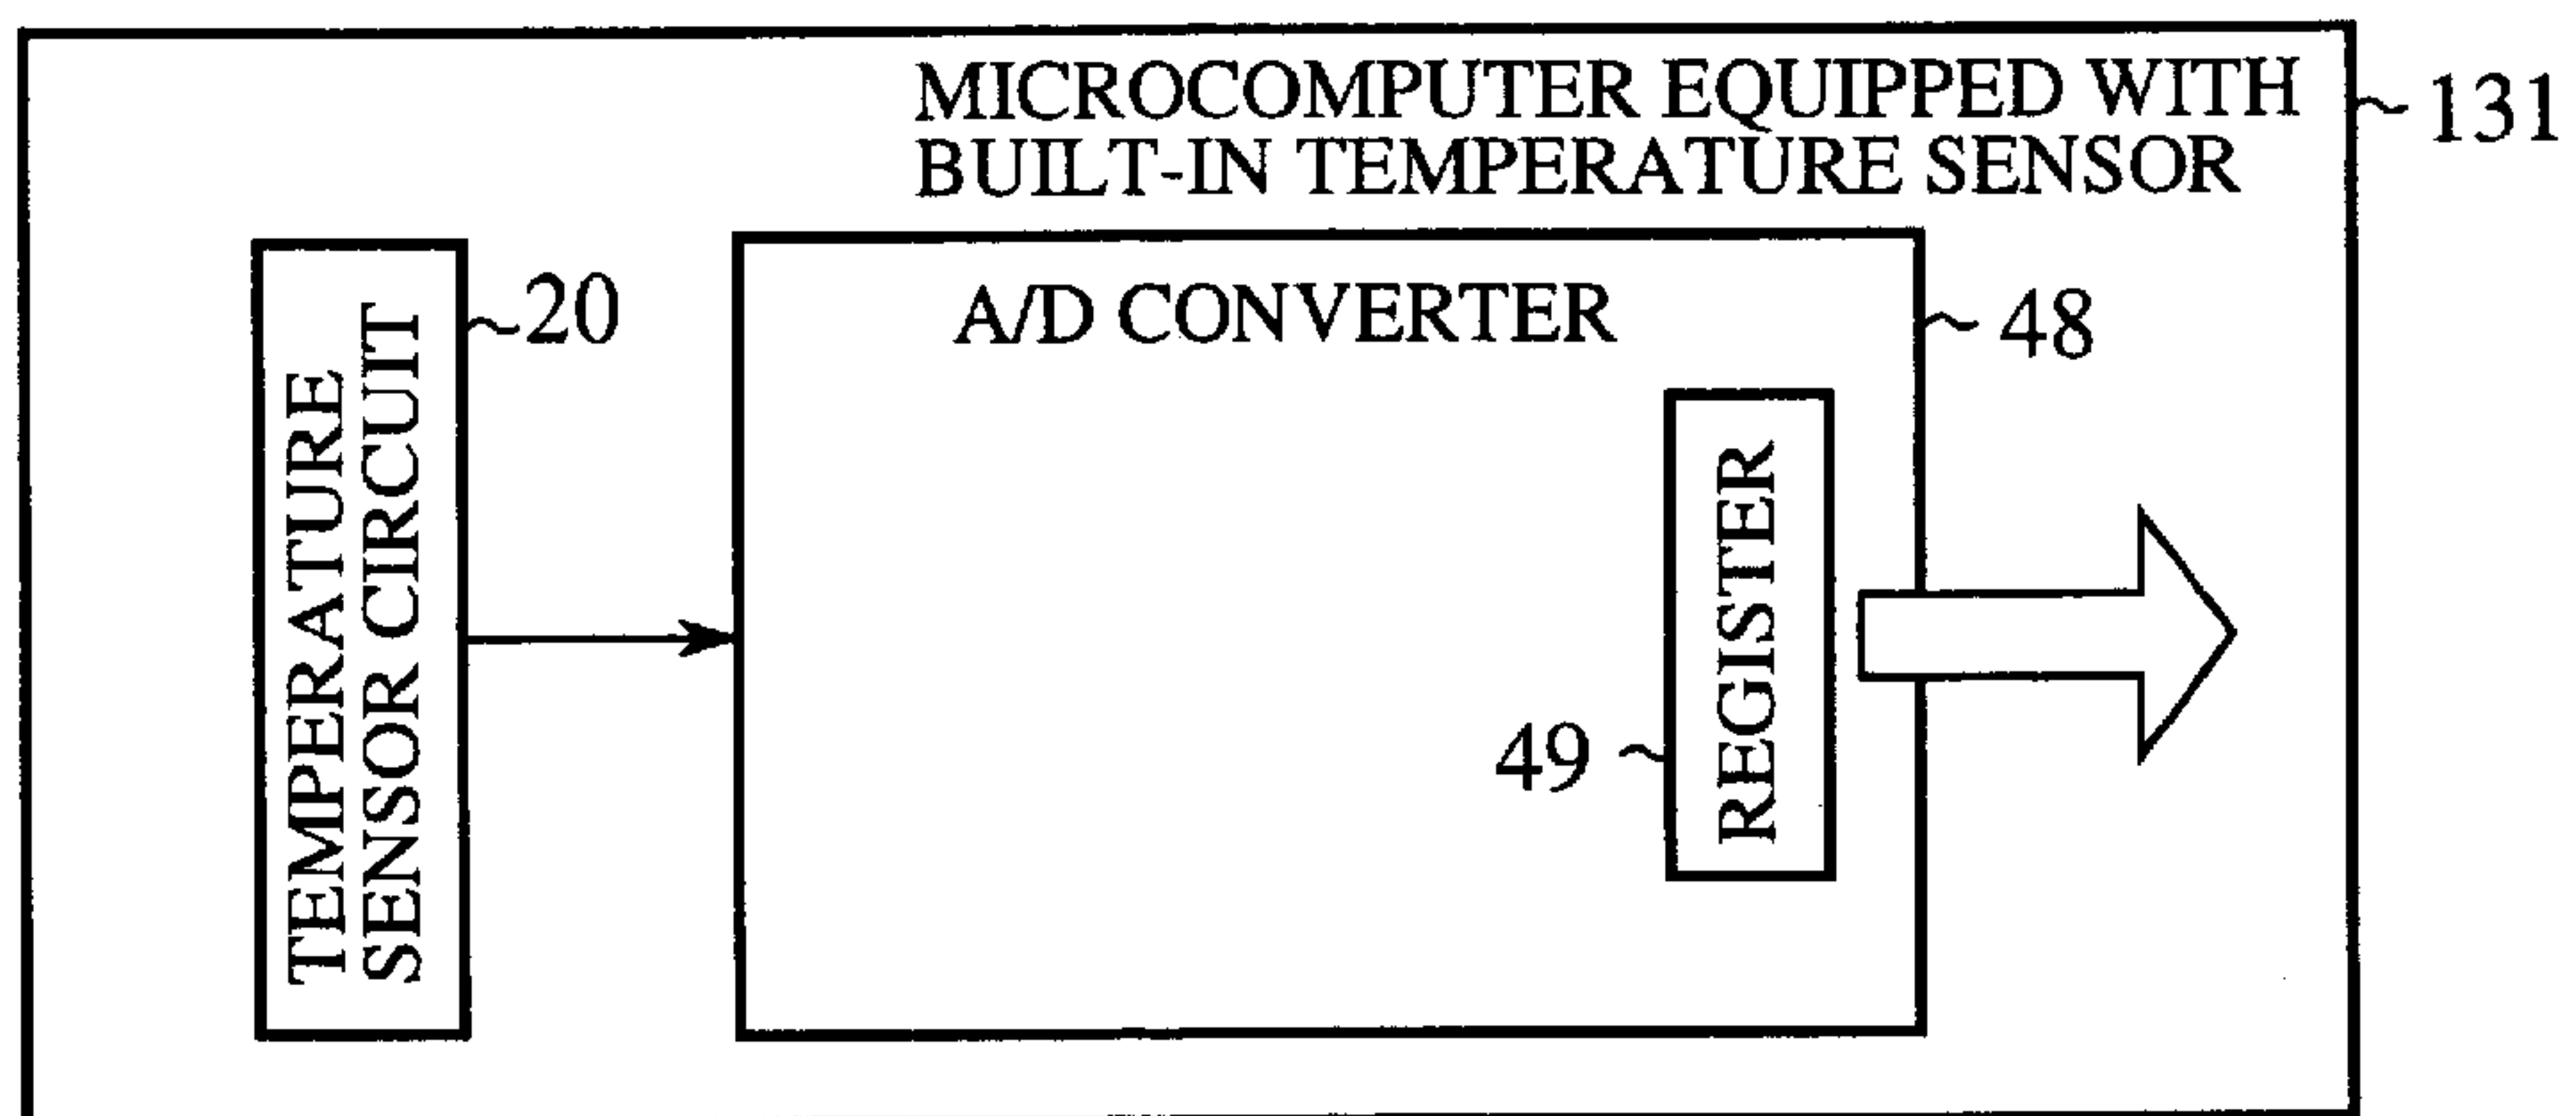 MICROCOMPUTER EQUIPPED WITH
BUILT-IN TEMPERATURE SENSOR
131
TEMPERATURE
SENSOR CIRCUIT
20
A/D CONVERTER
48
REGISTER
49